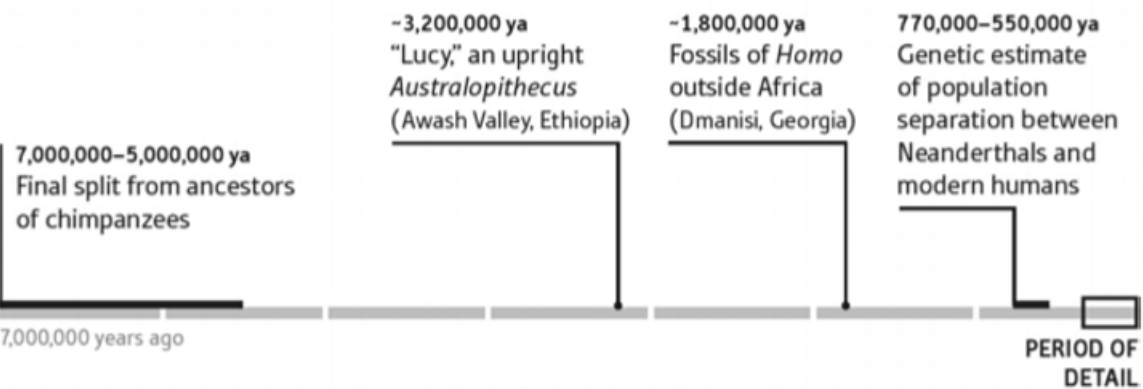 ~3,200,000 ya
“Lucy,” an upright
Australopithecus
(Awash Valley, Ethiopia)
~1,800,000 ya
Fossils of Homo
outside Africa
(Dmanisi, Georgia)
770,000–550,000 ya
Genetic estimate
of population
separation between
Neanderthals and
modern humans
7,000,000–5,000,000 ya
Final split from ancestors
of chimpanzees
7,000,000 years ago
PERIOD OF
DETAIL